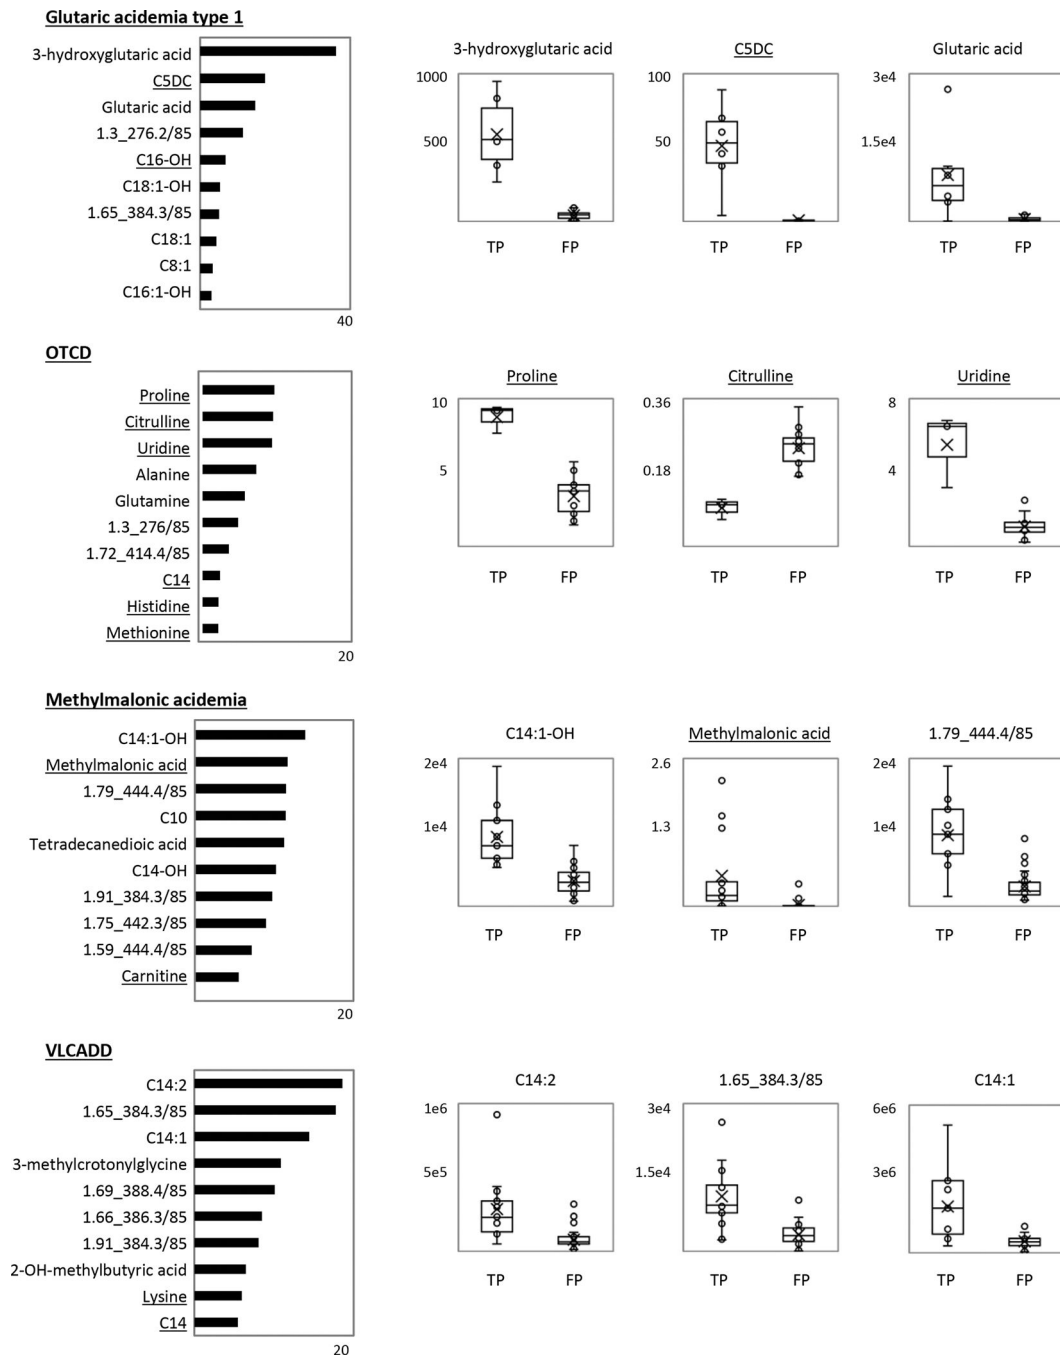 Glutaric acidemia type 1
3-hydroxyglutaric acid
C5DC
Glutaric acid
1.3_276.2/85
C16-OH
C18:1-OH
1.65_384.3/85
C18:1
C8:1
C16:1-OH
40
3-hydroxyglutaric acid
1000
500
TP FP
C5DC
100
50
TP FP
Glutaric acid
3e4
1.5e4
TP FP
OTCD
Proline
Citrulline
Uridine
Alanine
Glutamine
1.3_276/85
1.72_414.4/85
C14
Histidine
Methionine
20
Proline
10
5
TP FP
Citrulline
0.36
0.18
TP FP
Uridine
8
4
TP FP
Methylmalonic acidemia
C14:1-OH
Methylmalonic acid
1.79_444.4/85
C10
Tetradecanedioic acid
C14-OH
1.91_384.3/85
1.75_442.3/85
1.59_444.4/85
Carnitine
20
C14:1-OH
2e4
1e4
TP FP
Methylmalonic acid
2.6
1.3
TP FP
1.79_444.4/85
2e4
1e4
TP FP
VLCADD
C14:2
1.65_384.3/85
C14:1
3-methylcrotonylglycine
1.69_388.4/85
1.66_386.3/85
1.91_384.3/85
2-OH-methylbutyric acid
Lysine
C14
20
C14:2
1e6
5e5
TP FP
1.65_384.3/85
3e4
1.5e4
TP FP
C14:1
6e6
3e6
TP FP